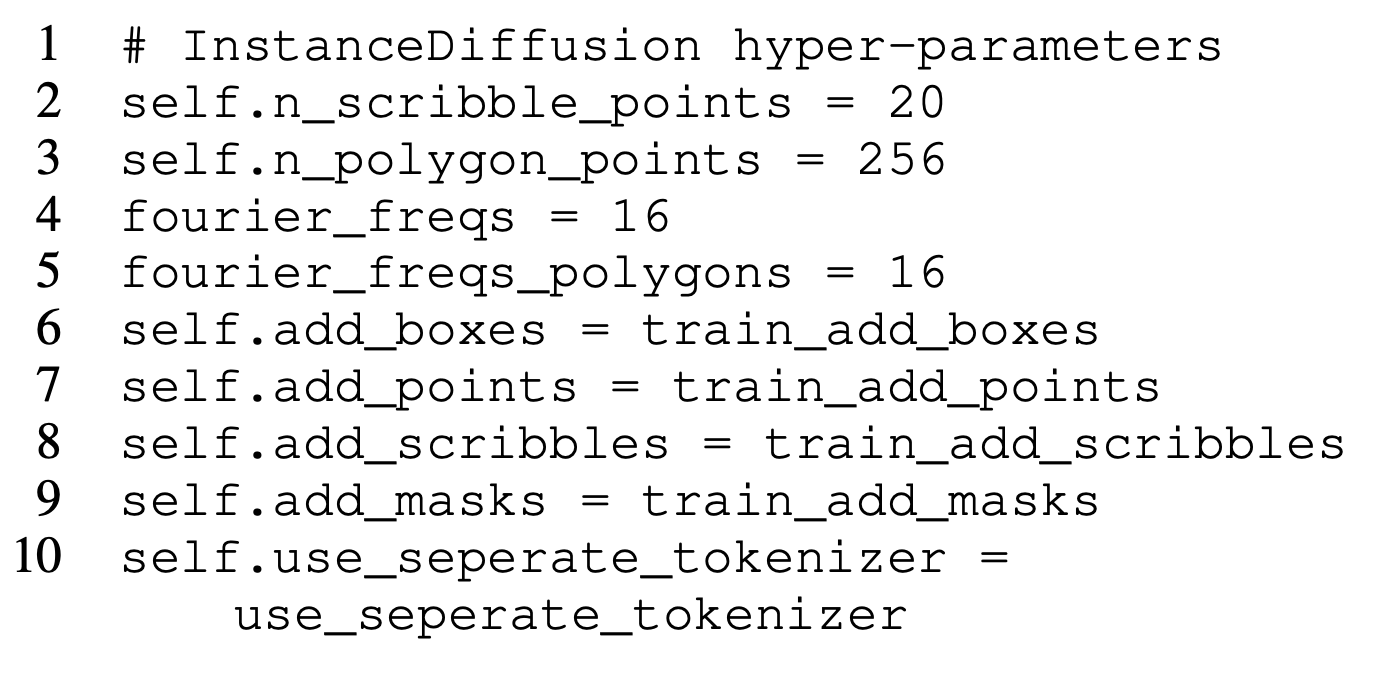 1 # InstanceDiffusion hyper-parameters
2 self.n_scribble_points = 20
3 self.n_polygon_points = 256
4 fourier_freqs = 16
5 fourier_freqs_polygons = 16
6 self.add_boxes = train_add_boxes
7 self.add_points = train_add_points
8 self.add_scribbles = train_add_scribbles
9 self.add_masks = train_add_masks
10 self.use_seperate_tokenizer =
use_seperate_tokenizer